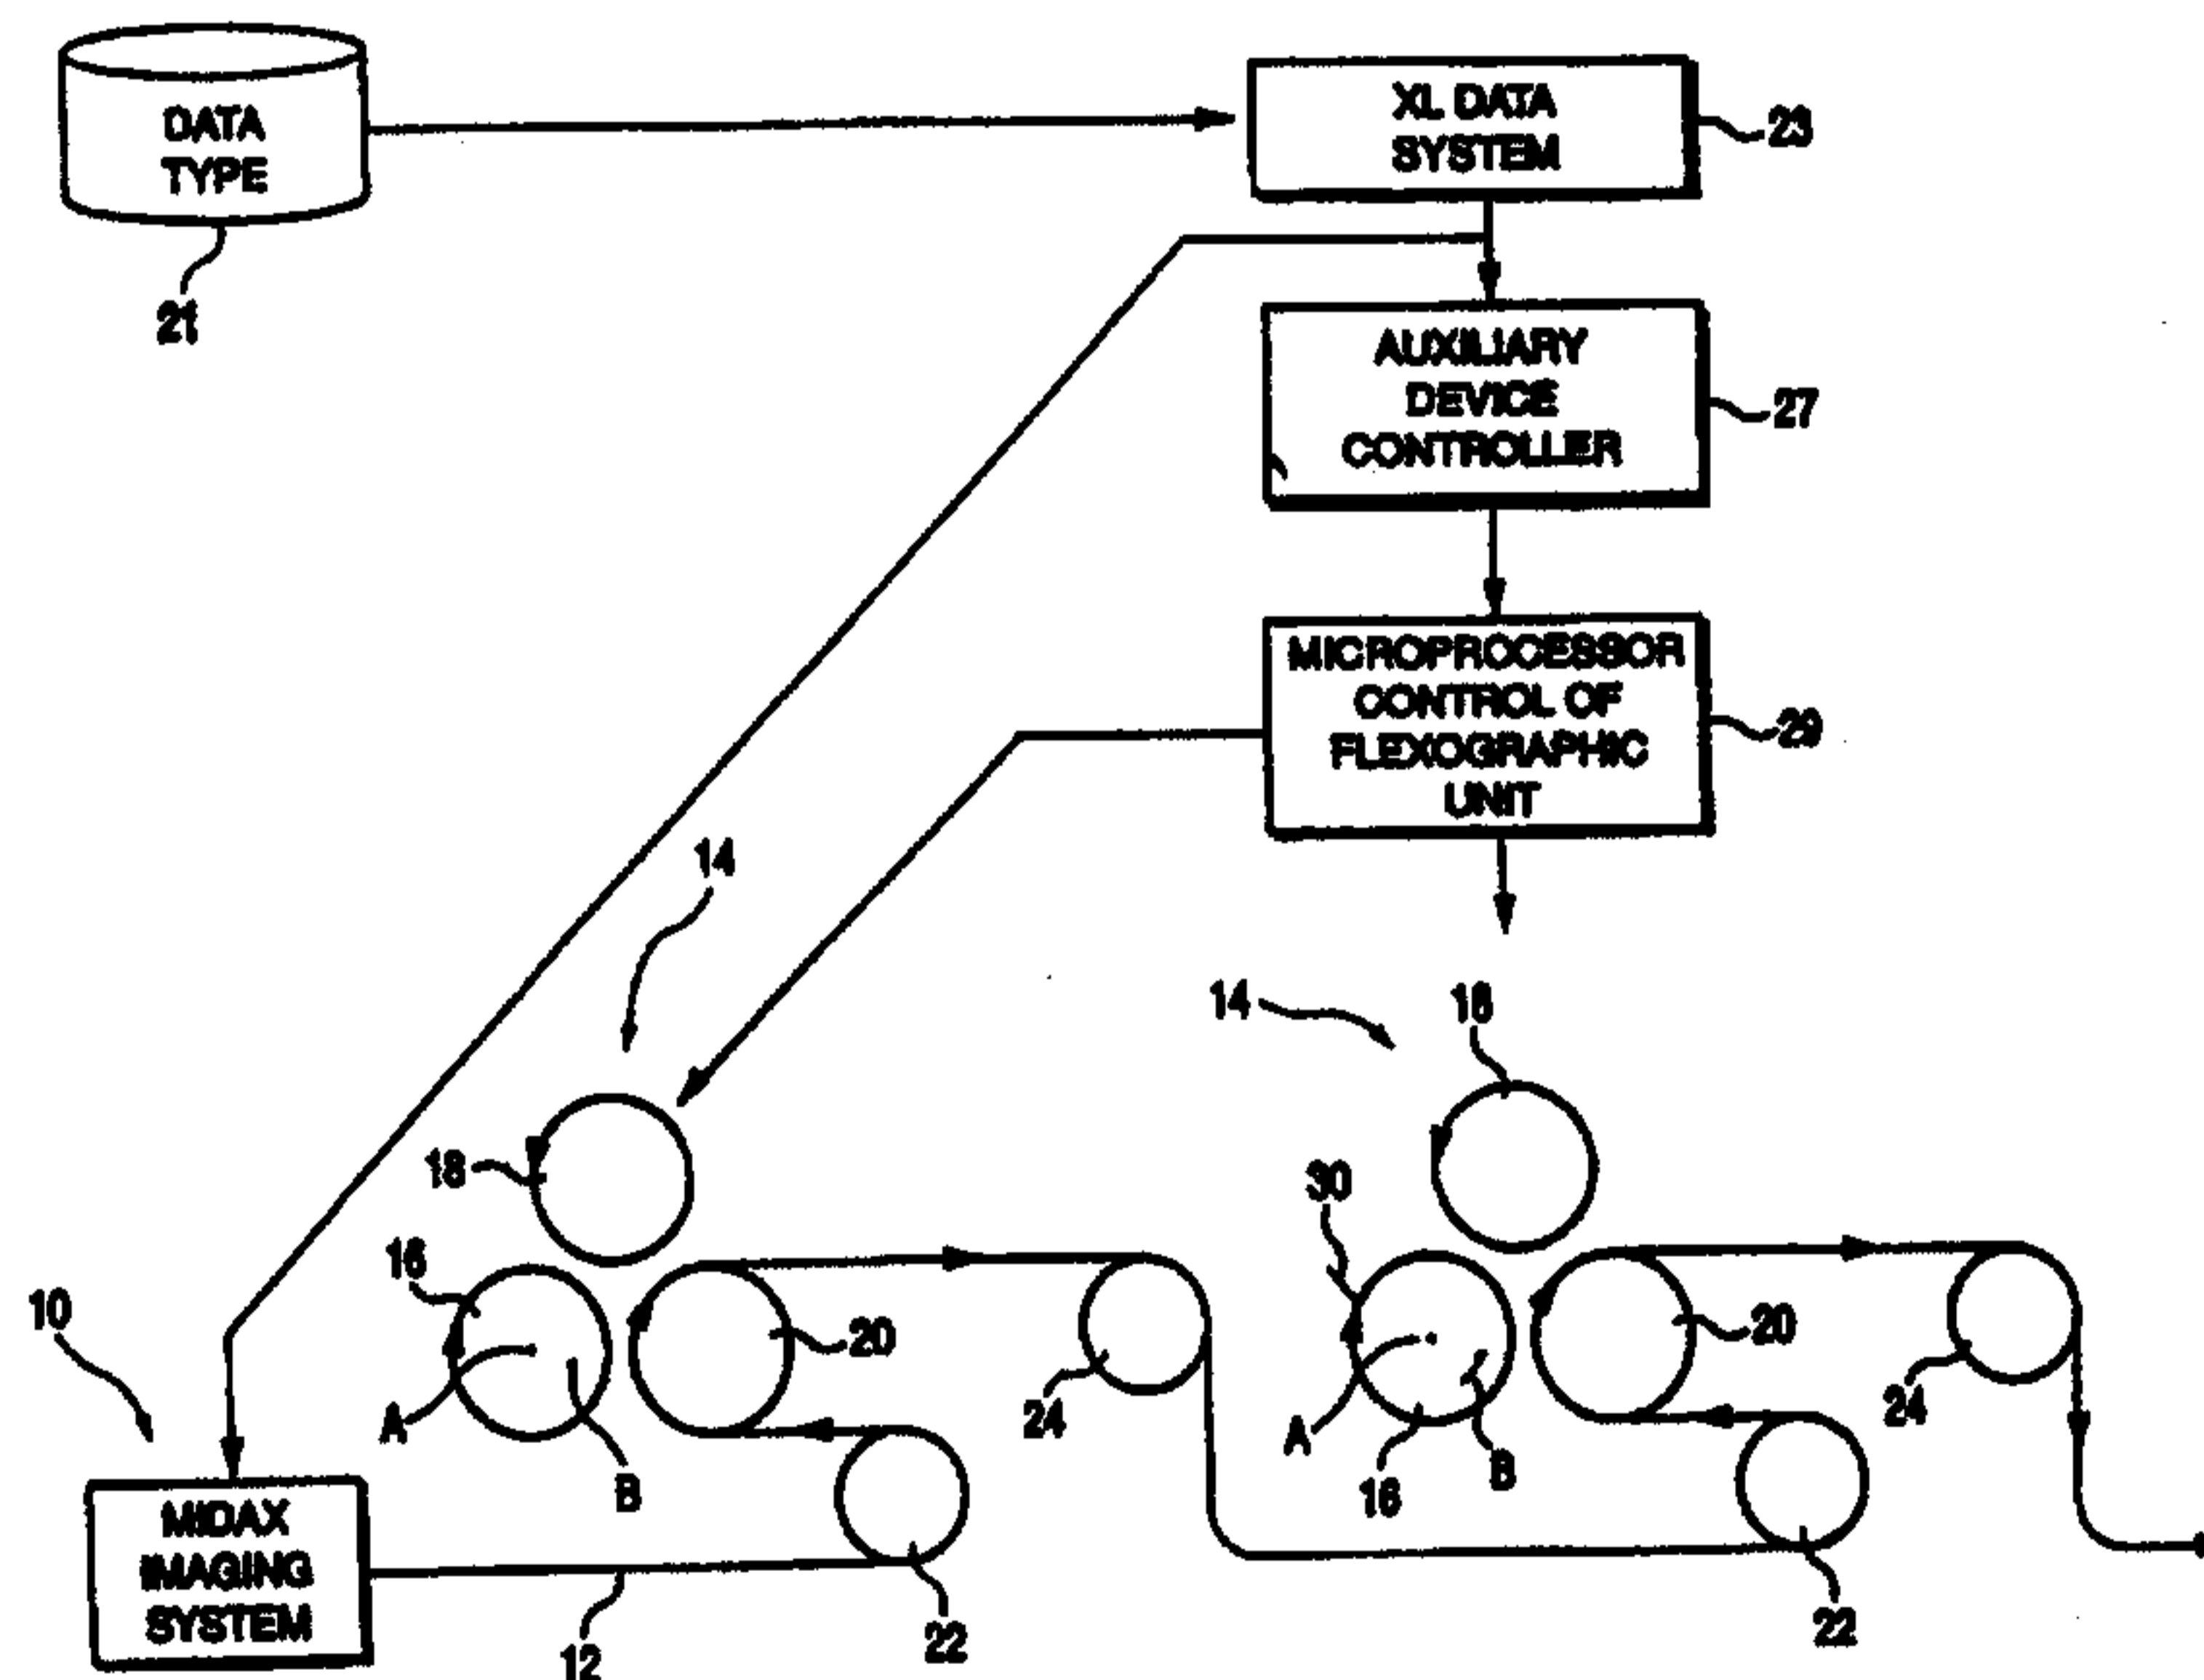 DATA
TYPE
21
XL DATA
SYSTEM
23
AUXILIARY
DEVICE
CONTROLLER
27
MICROPROCESSOR
CONTROL OF
FLEXOGRAPHIC
UNIT
29
14
14
18
18
30
16
10
20
20
24
24
A
B
A
16
B
MIDAX
IMAGING
SYSTEM
12
22
22